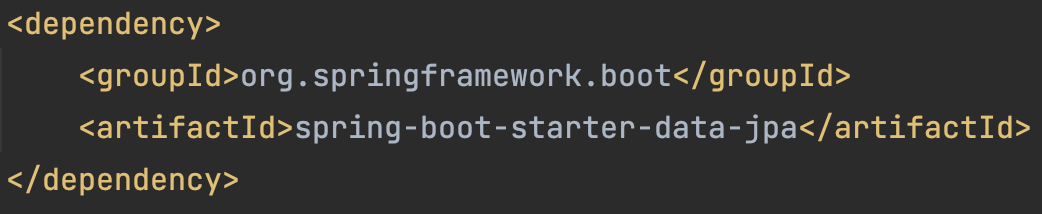 <dependency>
    <groupId>org.springframework.boot</groupId>
    <artifactId>spring-boot-starter-data-jpa</artifactId>
</dependency>